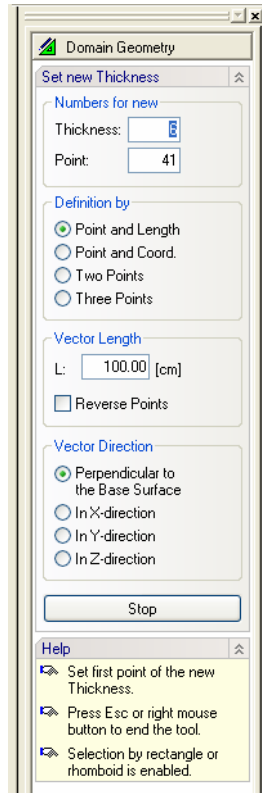 Domain Geometry
Set new Thickness
Numbers for new
Thickness: 6
Point: 41
Definition by
Point and Length
Point and Coord.
Two Points
Three Points
Vector Length
L: 100.00 [cm]
Reverse Points
Vector Direction
Perpendicular to
the Base Surface
In X-direction
In Y-direction
In Z-direction
Stop
Help
Set first point of the new
Thickness.
Press Esc or right mouse
button to end the tool.
Selection by rectangle or
rhomboid is enabled.